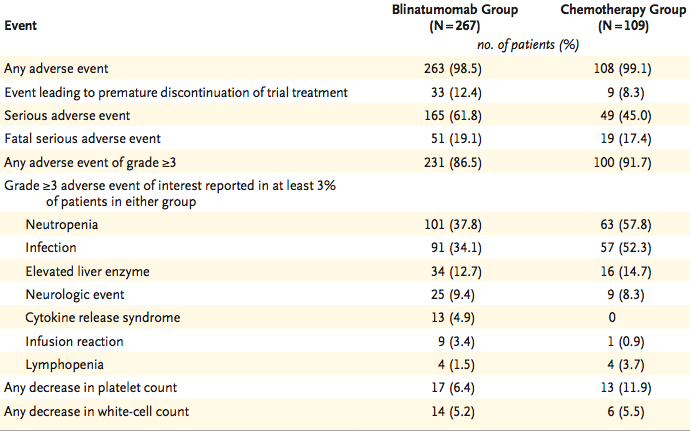 Event Blinatumomab Group (N=267) Chemotherapy Group (N=109)
no. of patients (%)
Any adverse event 263 (98.5) 108 (99.1)
Event leading to premature discontinuation of trial treatment 33 (12.4) 9 (8.3)
Serious adverse event 165 (61.8) 49 (45.0)
Fatal serious adverse event 51 (19.1) 19 (17.4)
Any adverse event of grade ≥3 231 (86.5) 100 (91.7)
Grade ≥3 adverse event of interest reported in at least 3%
of patients in either group
Neutropenia 101 (37.8) 63 (57.8)
Infection 91 (34.1) 57 (52.3)
Elevated liver enzyme 34 (12.7) 16 (14.7)
Neurologic event 25 (9.4) 9 (8.3)
Cytokine release syndrome 13 (4.9) 0
Infusion reaction 9 (3.4) 1 (0.9)
Lymphopenia 4 (1.5) 4 (3.7)
Any decrease in platelet count 17 (6.4) 13 (11.9)
Any decrease in white-cell count 14 (5.2) 6 (5.5)